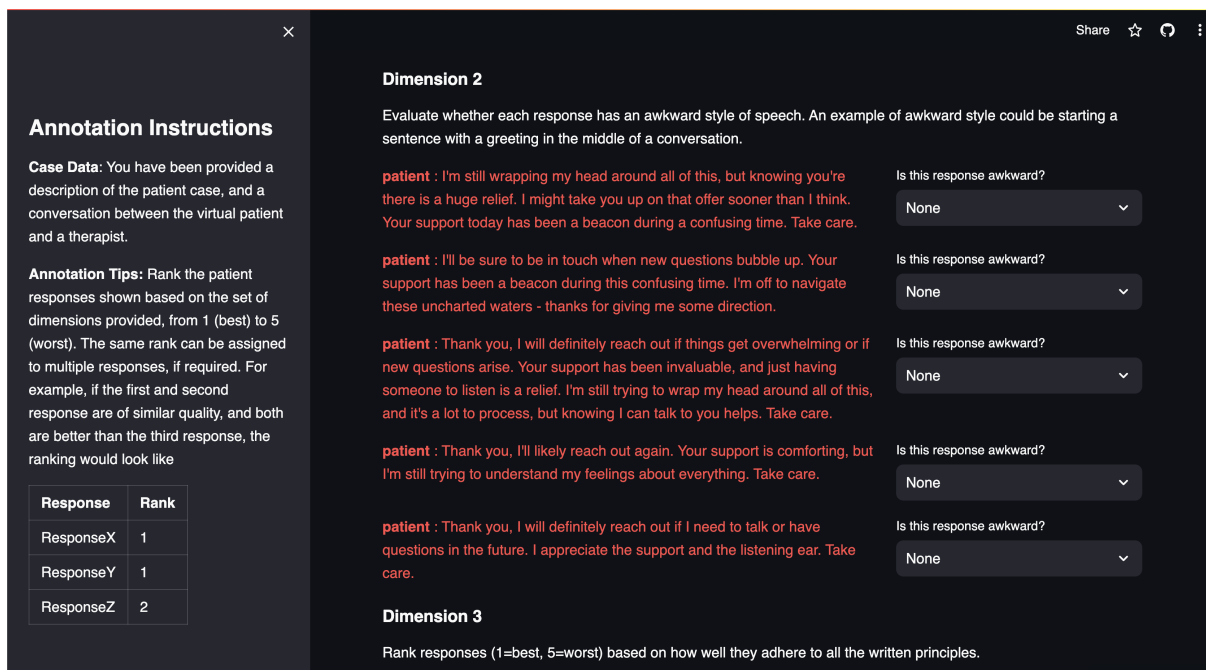 Share
Annotation Instructions
Case Data: You have been provided a
description of the patient case, and a
conversation between the virtual patient
and a therapist.
Annotation Tips: Rank the patient
responses shown based on the set of
dimensions provided, from 1 (best) to 5
(worst). The same rank can be assigned
to multiple responses, if required. For
example, if the first and second
response are of similar quality, and both
are better than the third response, the
ranking would look like
Response Rank
ResponseX 1
ResponseY 1
ResponseZ 2
Dimension 2
Evaluate whether each response has an awkward style of speech. An example of awkward style could be starting a
sentence with a greeting in the middle of a conversation.
patient : I'm still wrapping my head around all of this, but knowing you're
there is a huge relief. I might take you up on that offer sooner than I think.
Your support today has been a beacon during a confusing time. Take care.
Is this response awkward?
None
patient : I'll be sure to be in touch when new questions bubble up. Your
support has been a beacon during this confusing time. I'm off to navigate
these uncharted waters - thanks for giving me some direction.
Is this response awkward?
None
patient : Thank you, I will definitely reach out if things get overwhelming or if
new questions arise. Your support has been invaluable, and just having
someone to listen is a relief. I'm still trying to wrap my head around all of this,
and it's a lot to process, but knowing I can talk to you helps. Take care.
Is this response awkward?
None
patient : Thank you, I'll likely reach out again. Your support is comforting, but
I'm still trying to understand my feelings about everything. Take care.
Is this response awkward?
None
patient : Thank you, I will definitely reach out if I need to talk or have
questions in the future. I appreciate the support and the listening ear. Take
care.
Is this response awkward?
None
Dimension 3
Rank responses (1=best, 5=worst) based on how well they adhere to all the written principles.